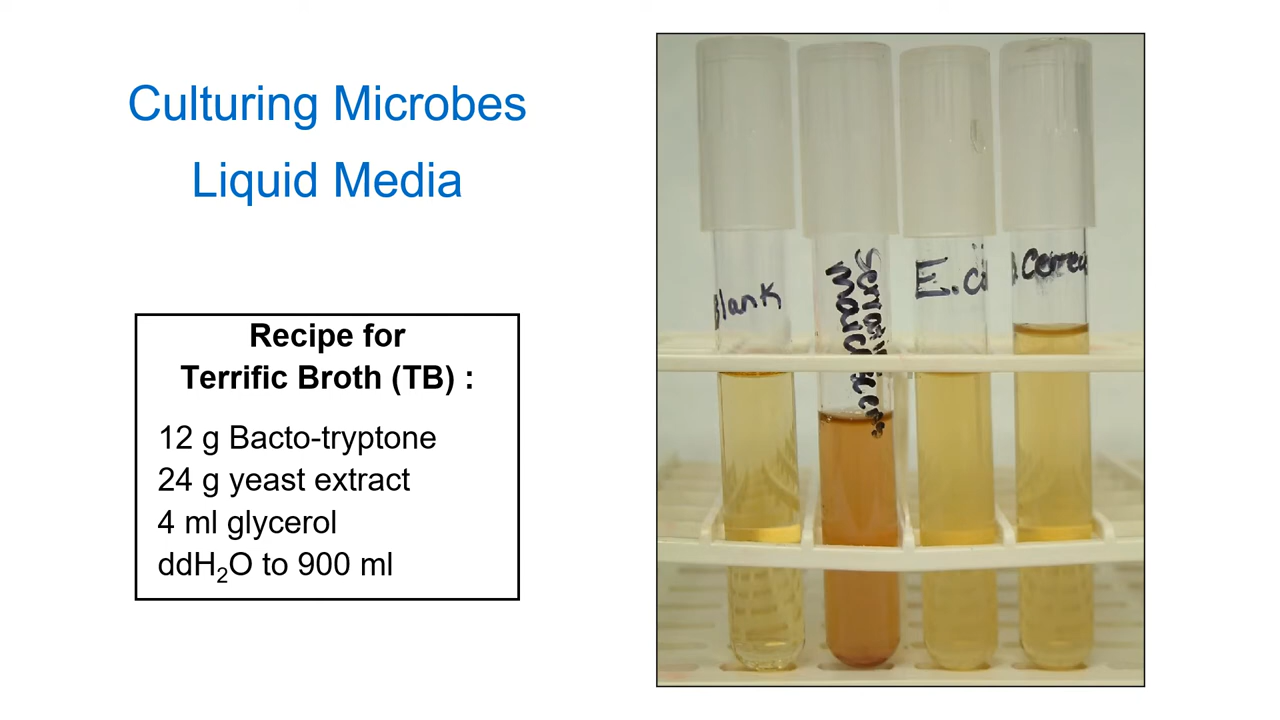 Culturing Microbes
Liquid Media
Recipe for
Terrific Broth (TB) :
12 g Bacto-tryptone
24 g yeast extract
4 ml glycerol
ddH₂O to 900 ml
Blank
E.c